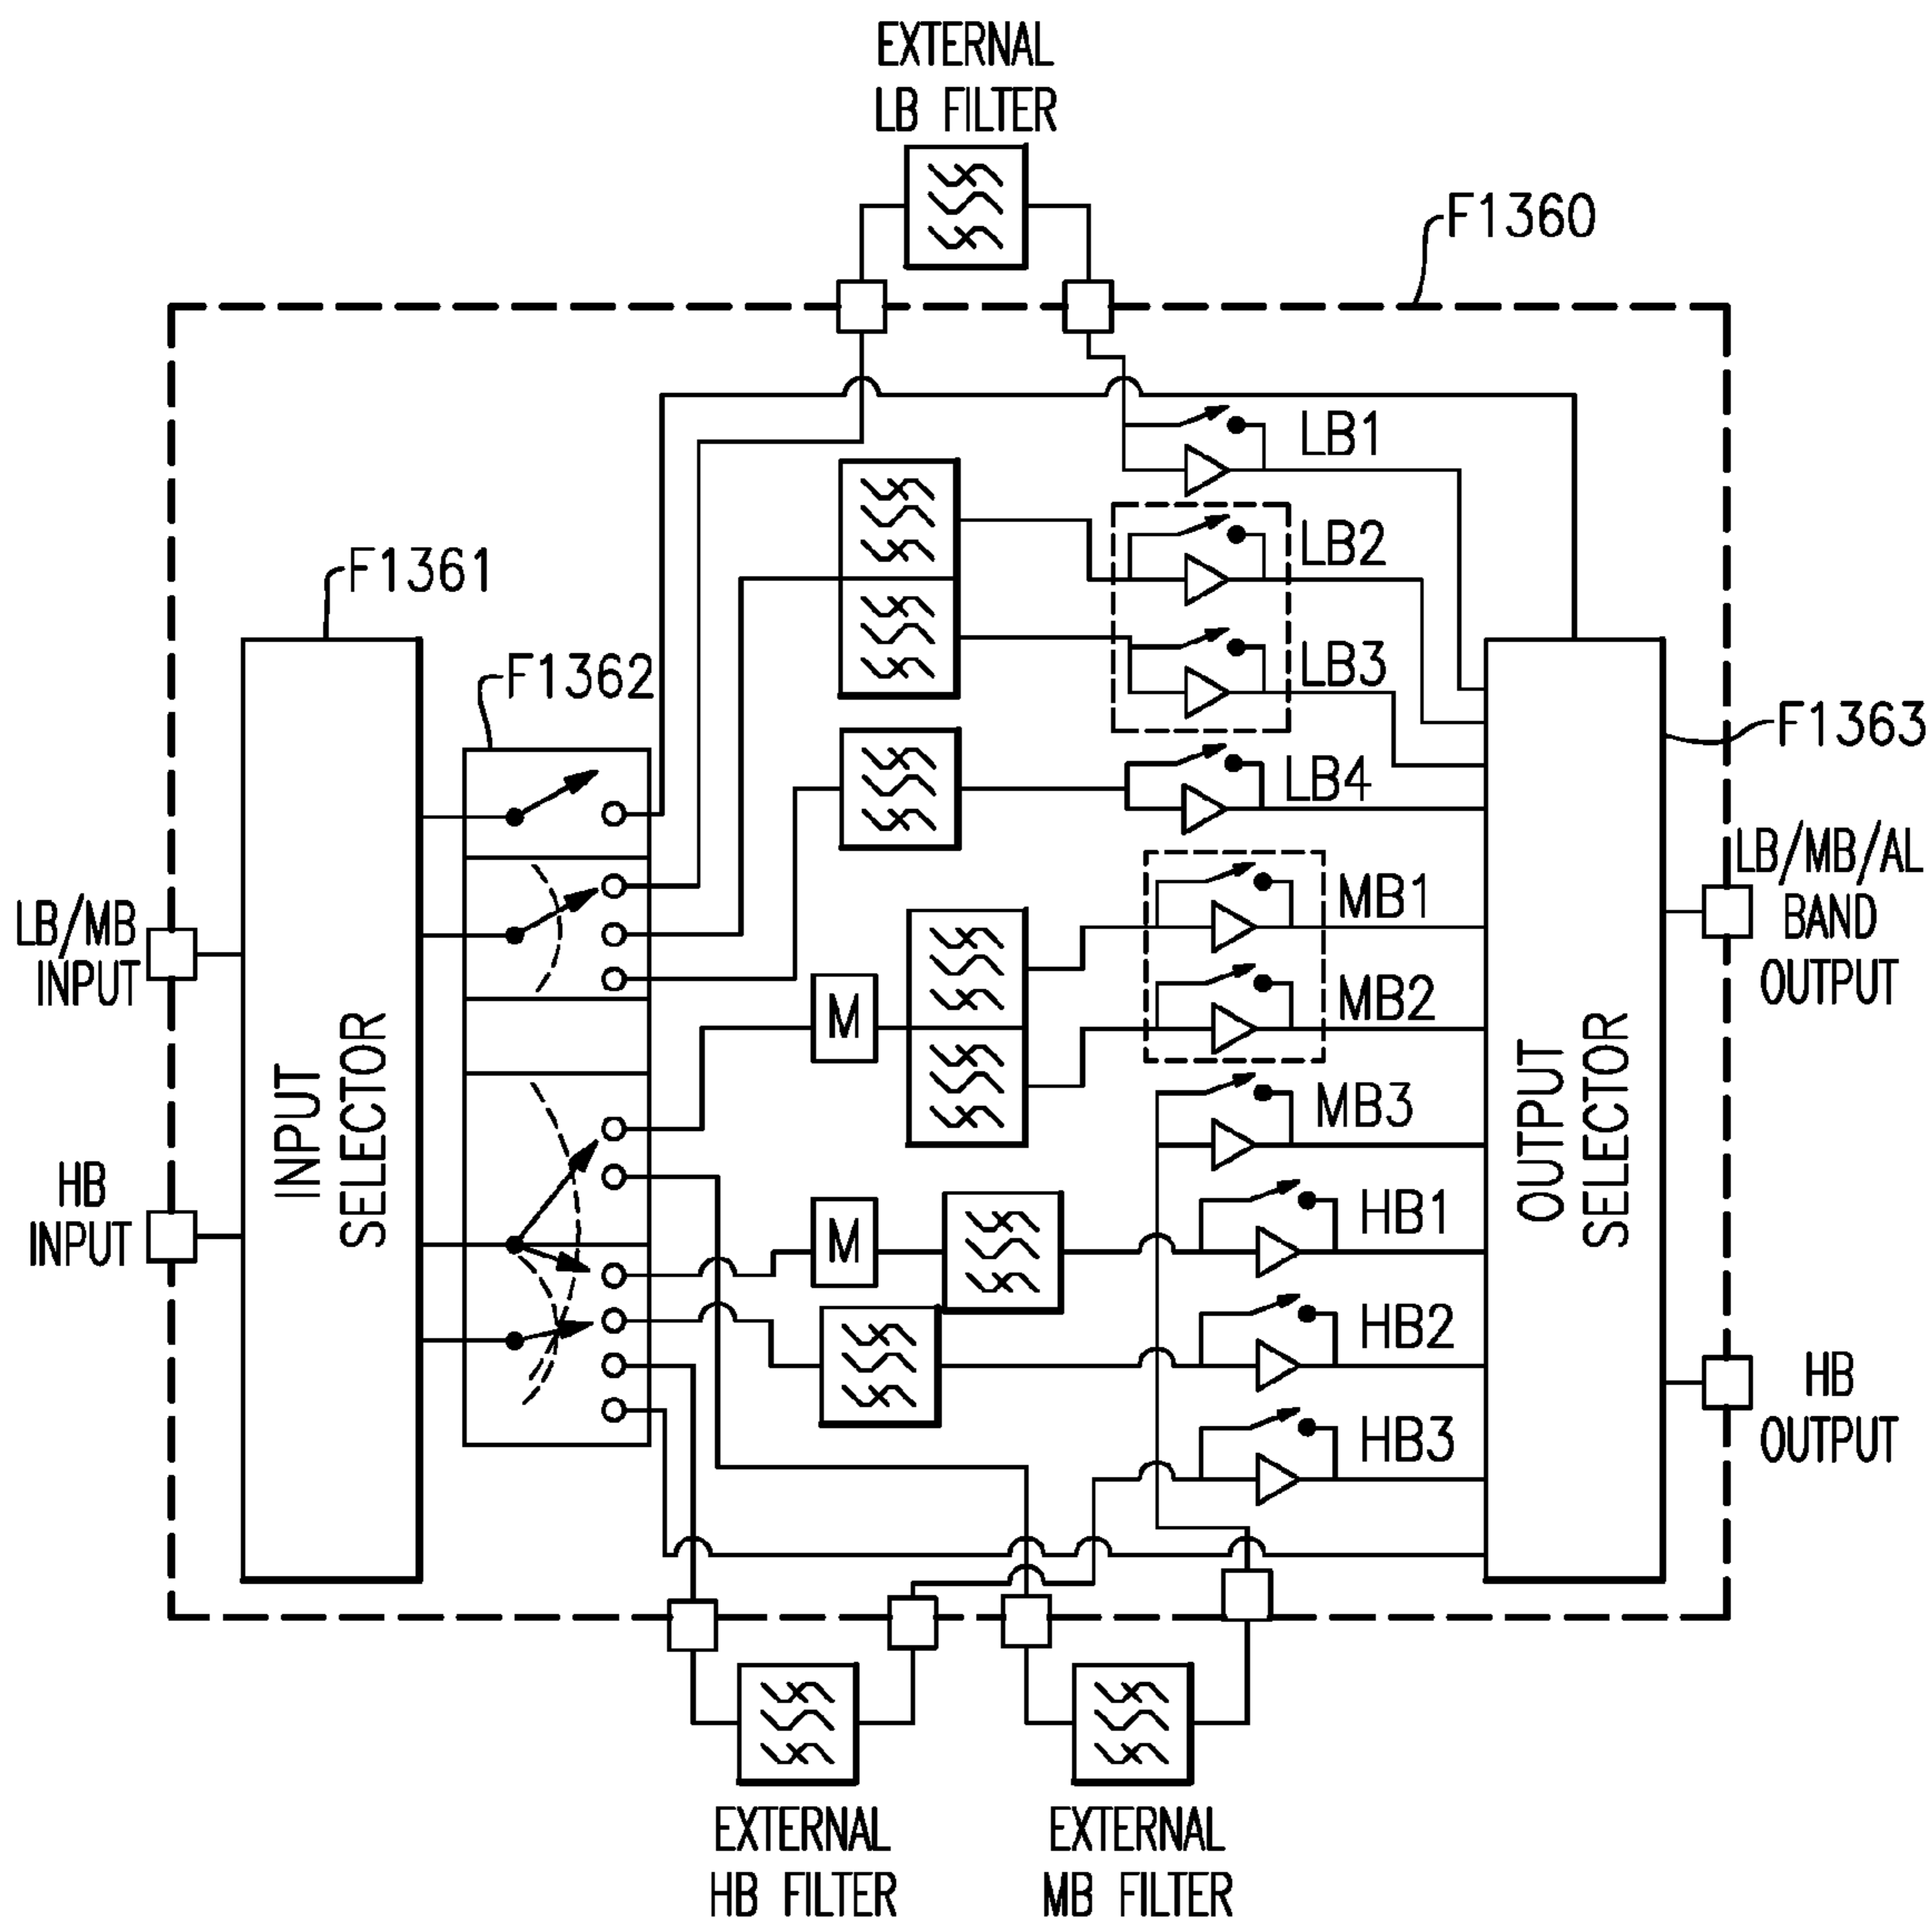 EXTERNAL
LB FILTER
F1360
F1361
F1362
F1363
LB1
LB2
LB3
LB4
MB1
MB2
MB3
HB1
HB2
HB3
M
M
LB/MB
INPUT
HB
INPUT
INPUT
SELECTOR
OUTPUT
SELECTOR
LB/MB/AL
BAND
OUTPUT
HB
OUTPUT
EXTERNAL
HB FILTER
EXTERNAL
MB FILTER